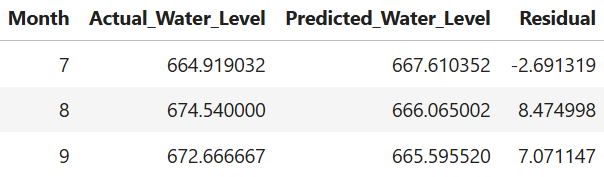 Month Actual_Water_Level Predicted_Water_Level Residual
7 664.919032 667.610352 -2.691319
8 674.540000 666.065002 8.474998
9 672.666667 665.595520 7.071147